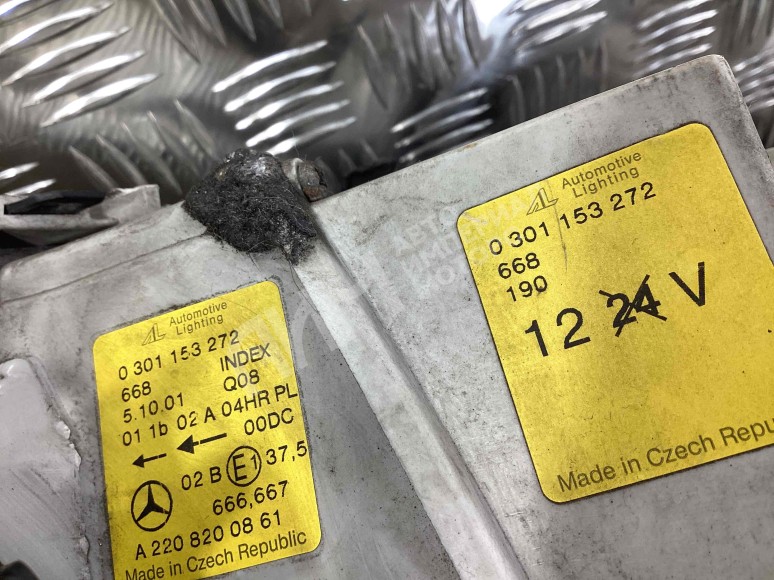 Automotive
Lighting
0 301 153 272
668 INDEX
5.10.01 Q08
01 1b 02 A 04HR PL
00DC
02 B E1 37,5
666,667
A 220 820 08 61
Made in Czech Republic
Automotive
Lighting
0 301 153 272
668
190
12 24 V
Made in Czech Repu